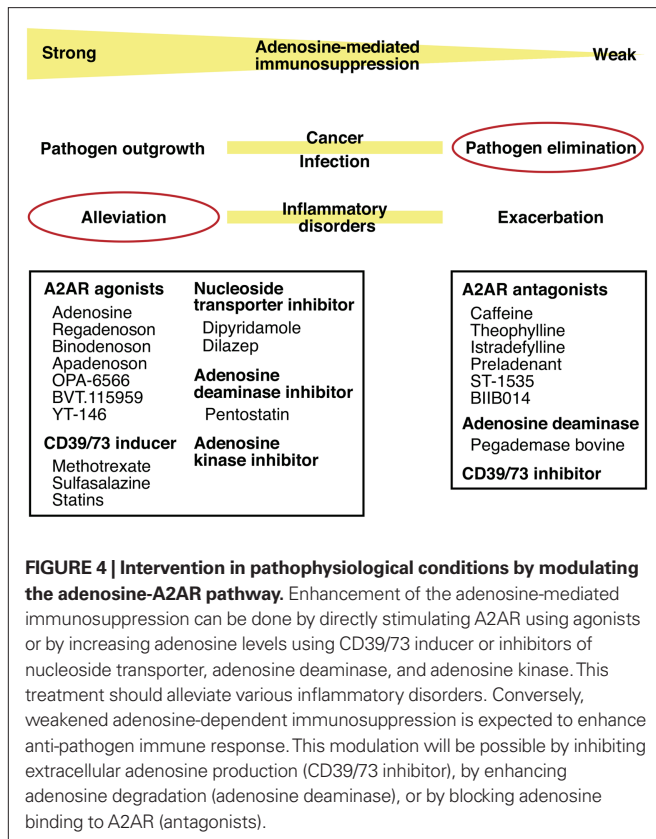 Strong
Adenosine-mediated
immunosuppression
Weak
Pathogen outgrowth
Cancer
Infection
Pathogen elimination
Alleviation
Inflammatory
disorders
Exacerbation
A2AR agonists
Adenosine
Regadenoson
Binodenoson
Apadenoson
OPA-6566
BVT.115959
YT-146
CD39/73 inducer
Methotrexate
Sulfasalazine
Statins
Nucleoside
transporter inhibitor
Dipyridamole
Dilazep
Adenosine
deaminase inhibitor
Pentostatin
Adenosine
kinase inhibitor
A2AR antagonists
Caffeine
Theophylline
Istradefylline
Preladenant
ST-1535
BIIB014
Adenosine deaminase
Pegademase bovine
CD39/73 inhibitor
FIGURE 4 | Intervention in pathophysiological conditions by modulating
the adenosine-A2AR pathway. Enhancement of the adenosine-mediated
immunosuppression can be done by directly stimulating A2AR using agonists
or by increasing adenosine levels using CD39/73 inducer or inhibitors of
nucleoside transporter, adenosine deaminase, and adenosine kinase. This
treatment should alleviate various inflammatory disorders. Conversely,
weakened adenosine-dependent immunosuppression is expected to enhance
anti-pathogen immune response. This modulation will be possible by inhibiting
extracellular adenosine production (CD39/73 inhibitor), by enhancing
adenosine degradation (adenosine deaminase), or by blocking adenosine
binding to A2AR (antagonists).